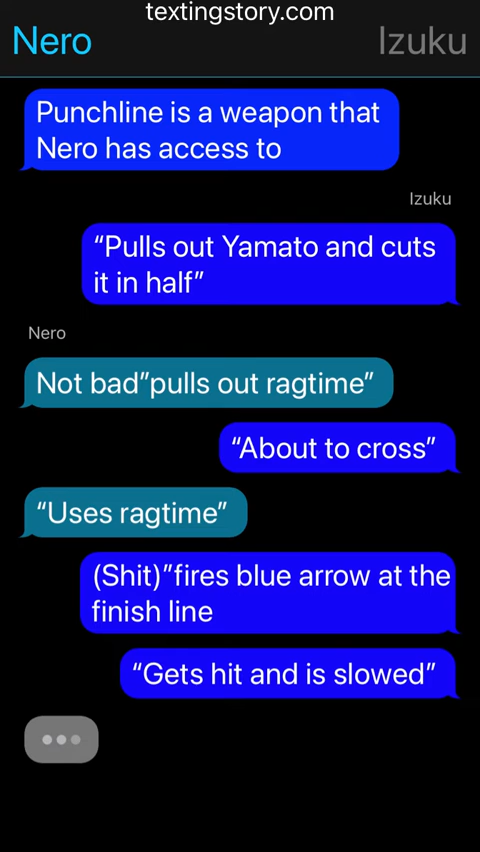 textingstory.com
Nero
Izuku
Punchline is a weapon that
Nero has access to
Izuku
“Pulls out Yamato and cuts
it in half”
Nero
Not bad”pulls out ragtime”
“About to cross”
“Uses ragtime”
(Shit)”fires blue arrow at the
finish line
“Gets hit and is slowed”